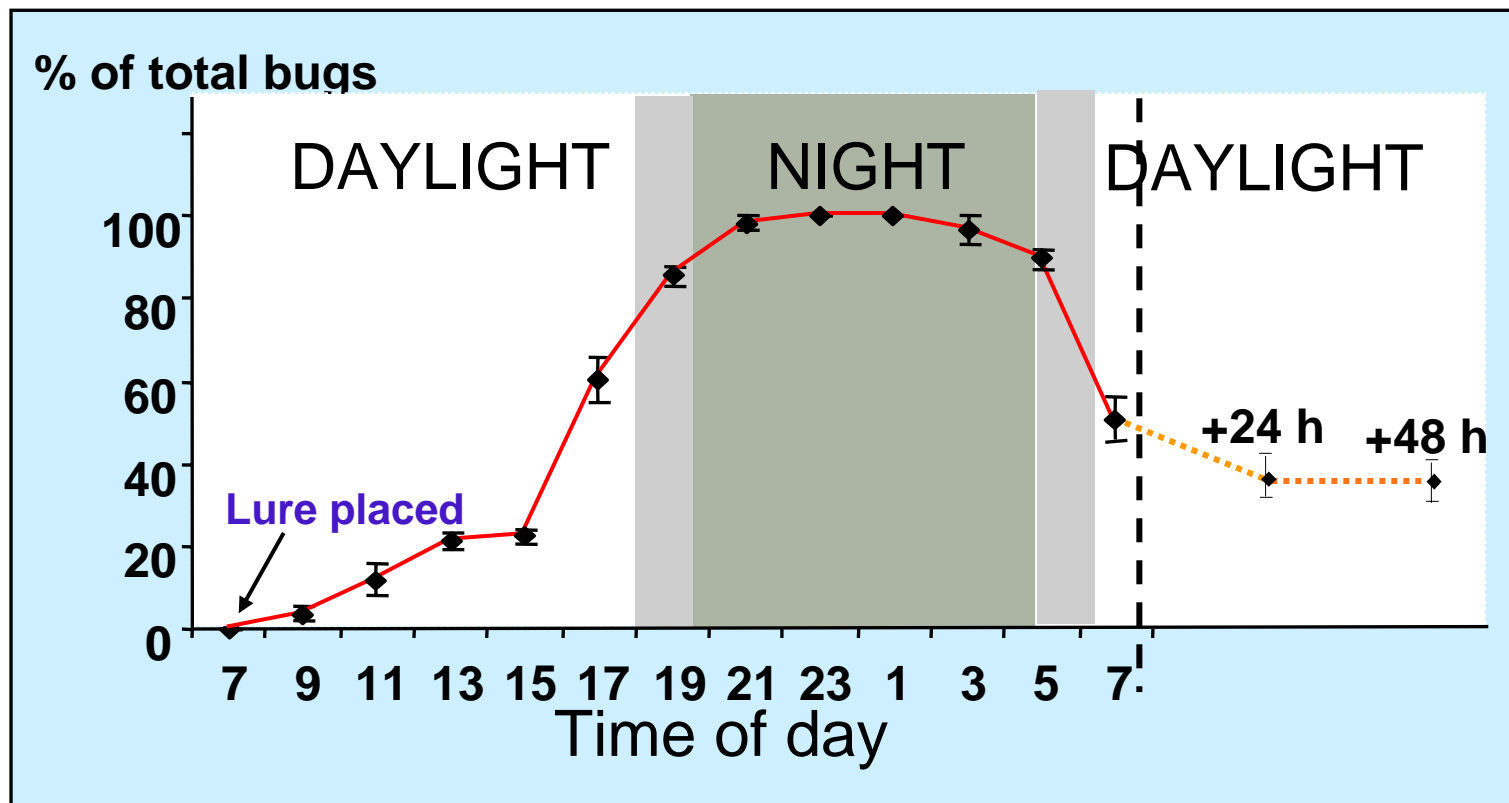 % of total bugs
DAYLIGHT NIGHT DAYLIGHT
100
80
60
+24 h +48 h
40
Lure placed
20
0
7 9 11 13 15 17 19 21 23 1 3 5 7
Time of day